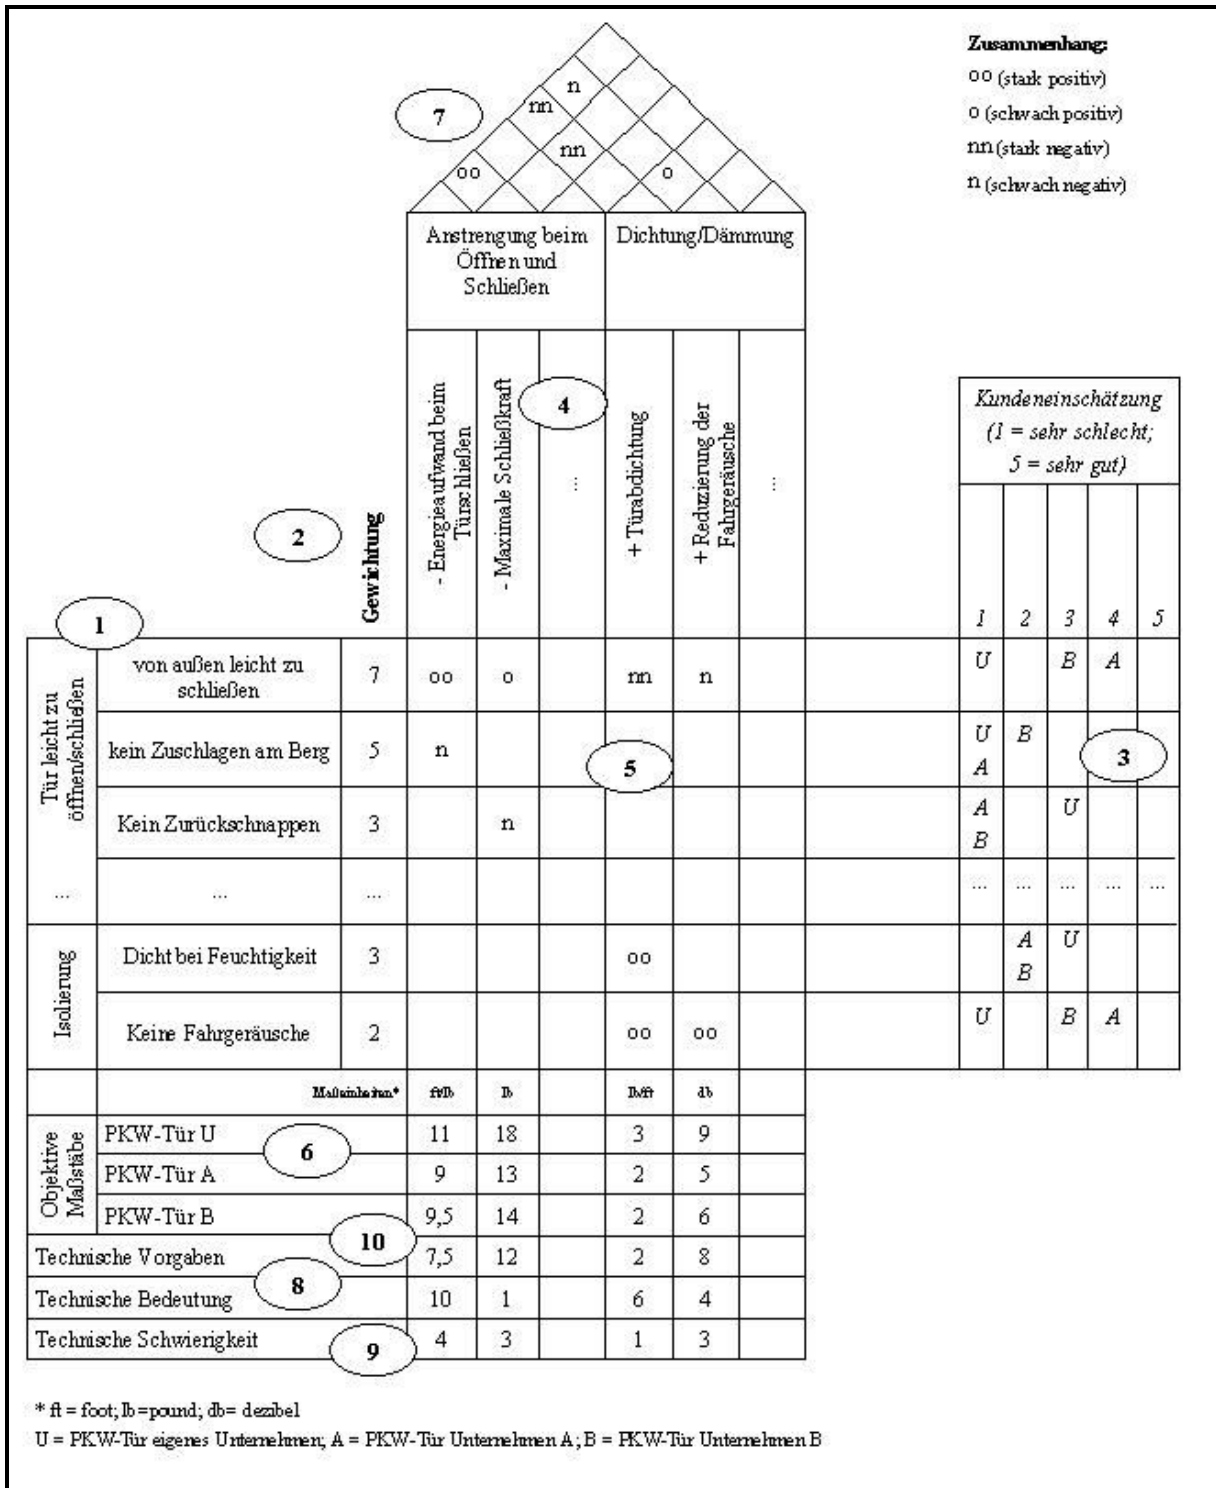 Zusammenhang:
oo (stark positiv)
o (schwach positiv)
nn (stark negativ)
n (schwach negativ)
7
n
nn
nn
oo
o
Anstrengung beim
Öffnen und
Schließen
Dichtung/Dämmung
- Energieaufwand beim
Türschließen
- Maximale Schließkraft
4
...
+ Türabdichtung
+ Reduzierung der
Fahrgeräusche
...
Kundeneinschätzung
(1 = sehr schlecht;
5 = sehr gut)
2
Gewichtung
1
1 2 3 4 5
Tür leicht zu
öffnen/schließen
von außen leicht zu
schließen
7 oo o nn n U B A
kein Zuschlagen am Berg 5 n 5 U B 3
A
Kein Zurückschnappen 3 n A U
B
... ... ... ... ... ... ... ...
Isolierung
Dicht bei Feuchtigkeit 3 oo A U
B
Keine Fahrgeräusche 2 oo oo U B A
Maßeinheiten* ft/lb lb lb/ft db
Objektive
Maßstäbe
PKW-Tür U 11 18 3 9
6
PKW-Tür A 9 13 2 5
PKW-Tür B 9,5 14 2 6
10
Technische Vorgaben 7,5 12 2 8
8
Technische Bedeutung 10 1 6 4
Technische Schwierigkeit 4 3 1 3
9
* ft = foot; lb=pound; db= dezibel
U = PKW-Tür eigenes Unternehmen; A = PKW-Tür Unternehmen A; B = PKW-Tür Unternehmen B